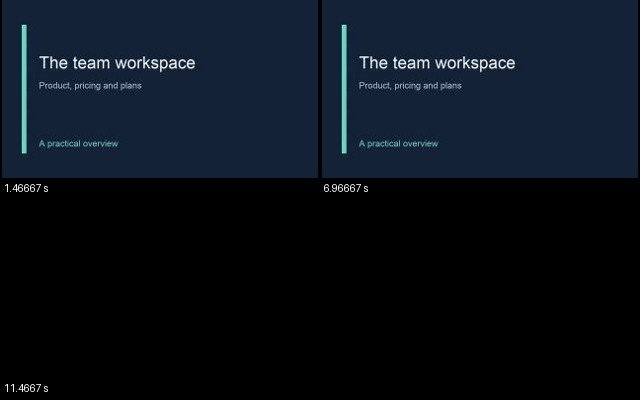 The team workspace
Product, pricing and plans
A practical overview
1.46667 s
The team workspace
Product, pricing and plans
A practical overview
6.96667 s
11.4667 s